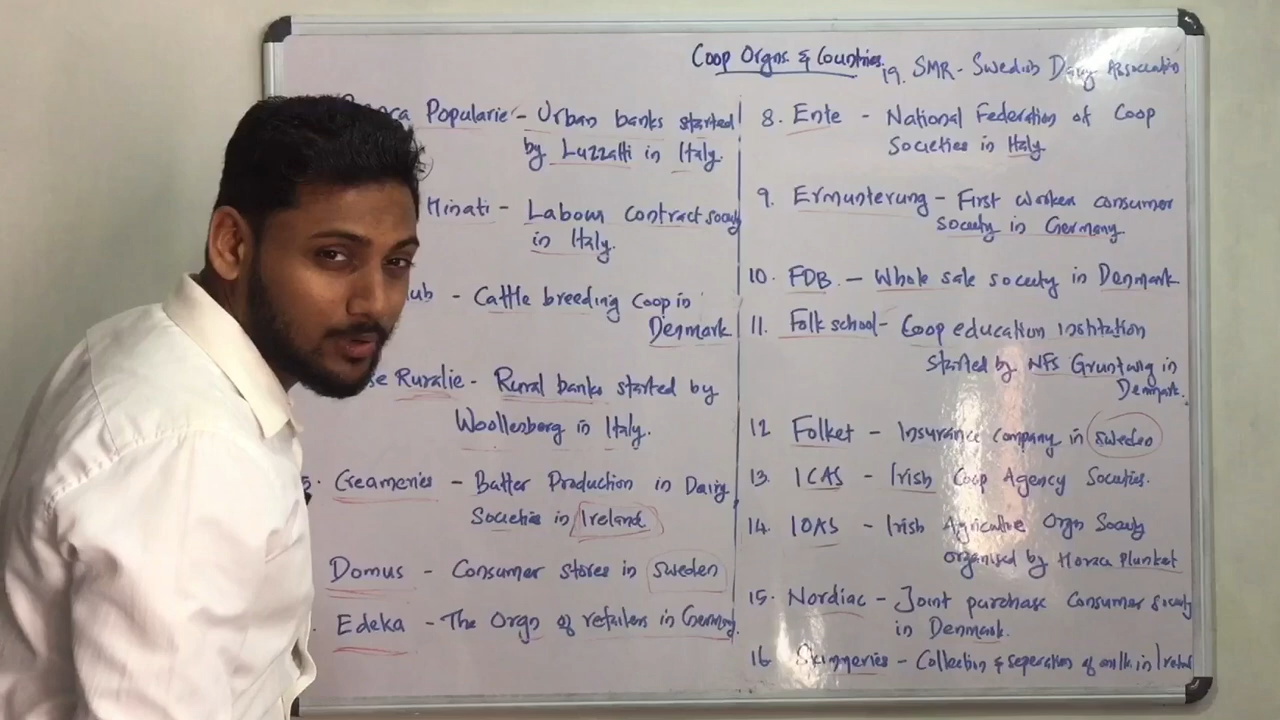 Coop Orgns & Countries
19. SMR - Swedish Dairy Association
Popularie - Urban banks started
by Luzzatti in Italy.
Minati - Labour contract society
in Italy.
- Cattle breeding Coop in
Denmark
Ruralie - Rural banks started by
Woollenborg in Italy.
5. Creameries - Butter Production in Dairy
Societies in Ireland
Domus - Consumer stores in Sweden
Edeka - The Orgn of retailers in Germany.
8. Ente - National Federation of Coop
Societies in Italy
9. Ermunterung - First worker consumer
society in Germany
10. FDB. - Whole sale society in Denmark
11. Folk school - Coop education institution
started by NFS Gruntwig in
Denmark.
12 Folket - Insurance Company in Sweden
13. ICAS - Irish Coop Agency Societies.
14. IOAS - Irish Agricultre Orgn Society
organised by Horace Plunket
15. Nordiac - Joint purchase Consumer society
in Denmark.
16 Skimneries - Collection & seperation of milk in Ireland